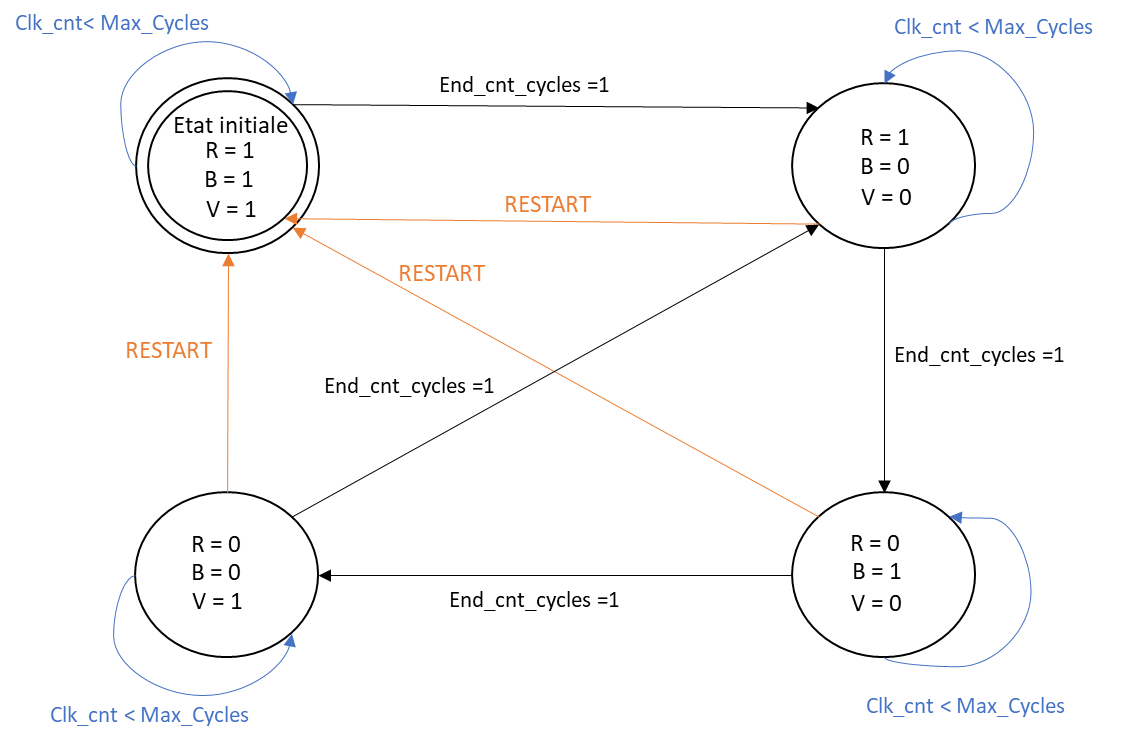 Clk_cnt< Max_Cycles
Clk_cnt < Max_Cycles
End_cnt_cycles =1
Etat initiale
R = 1
B = 1
V = 1
R = 1
B = 0
V = 0
RESTART
RESTART
RESTART
End_cnt_cycles =1
End_cnt_cycles =1
R = 0
B = 0
V = 1
R = 0
B = 1
V = 0
End_cnt_cycles =1
Clk_cnt < Max_Cycles
Clk_cnt < Max_Cycles